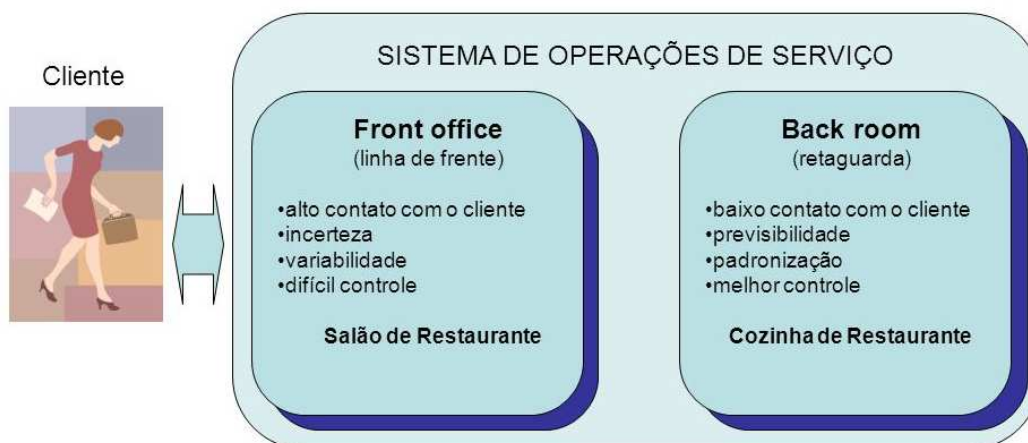 SISTEMA DE OPERAÇÕES DE SERVIÇO
Cliente
Front office
(linha de frente)
•alto contato com o cliente
•incerteza
•variabilidade
•difícil controle
Salão de Restaurante
Back room
(retaguarda)
•baixo contato com o cliente
•previsibilidade
•padronização
•melhor controle
Cozinha de Restaurante